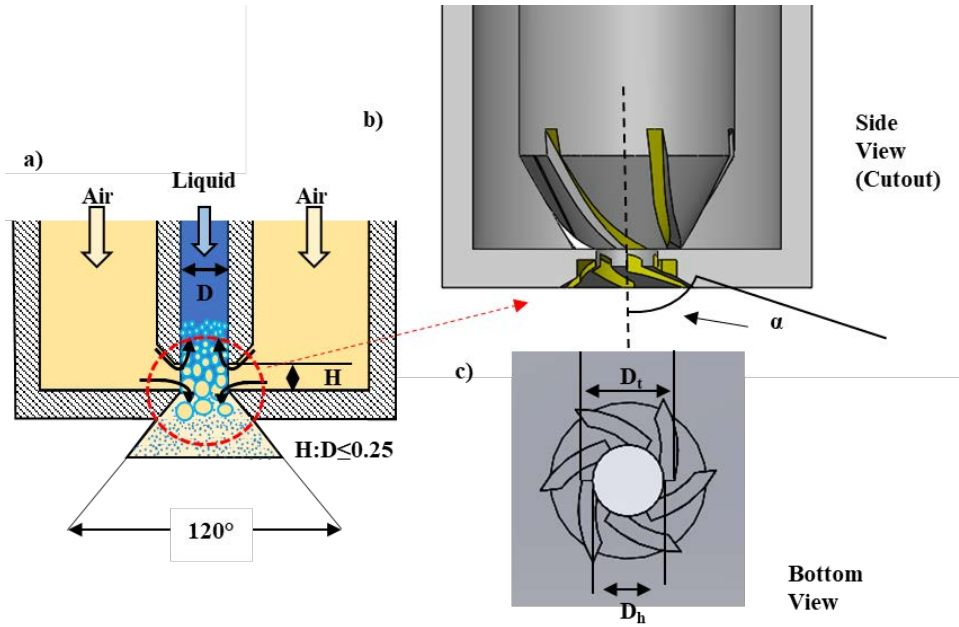 a)
Air
Liquid
Air
D
H
H:D≤0.25
120°
b)
Side
View
(Cutout)
α
c)
Dₜ
Dₕ
Bottom
View